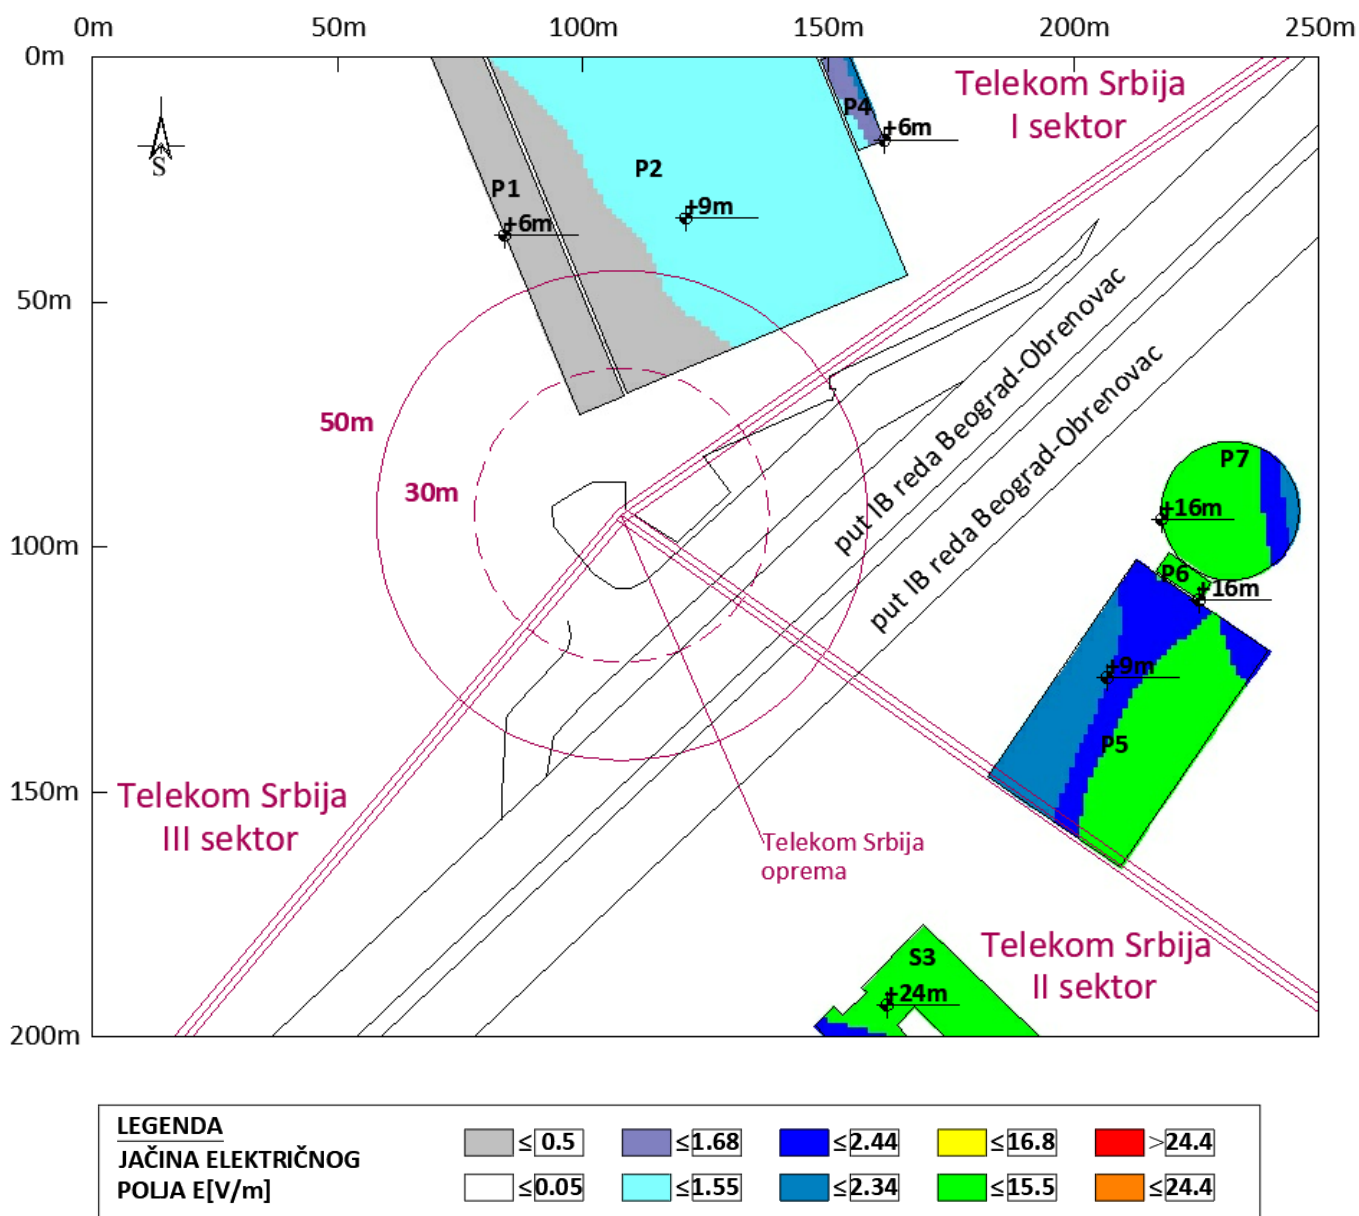 0m 50m 100m 150m 200m 250m
0m
50m
100m
150m
200m
S
P1
+6m
P2
+9m
P4
+6m
Telekom Srbija
I sektor
50m
30m
put IB reda Beograd-Obrenovac
put IB reda Beograd-Obrenovac
P7
+16m
P6
+16m
+9m
P5
Telekom Srbija
III sektor
Telekom Srbija
oprema
S3
+24m
Telekom Srbija
II sektor
LEGENDA
JAČINA ELEKTRIČNOG
POLJA E[V/m]
≤ 0.5 ≤1.68 ≤2.44 ≤16.8 >24.4
≤0.05 ≤1.55 ≤2.34 ≤15.5 ≤24.4